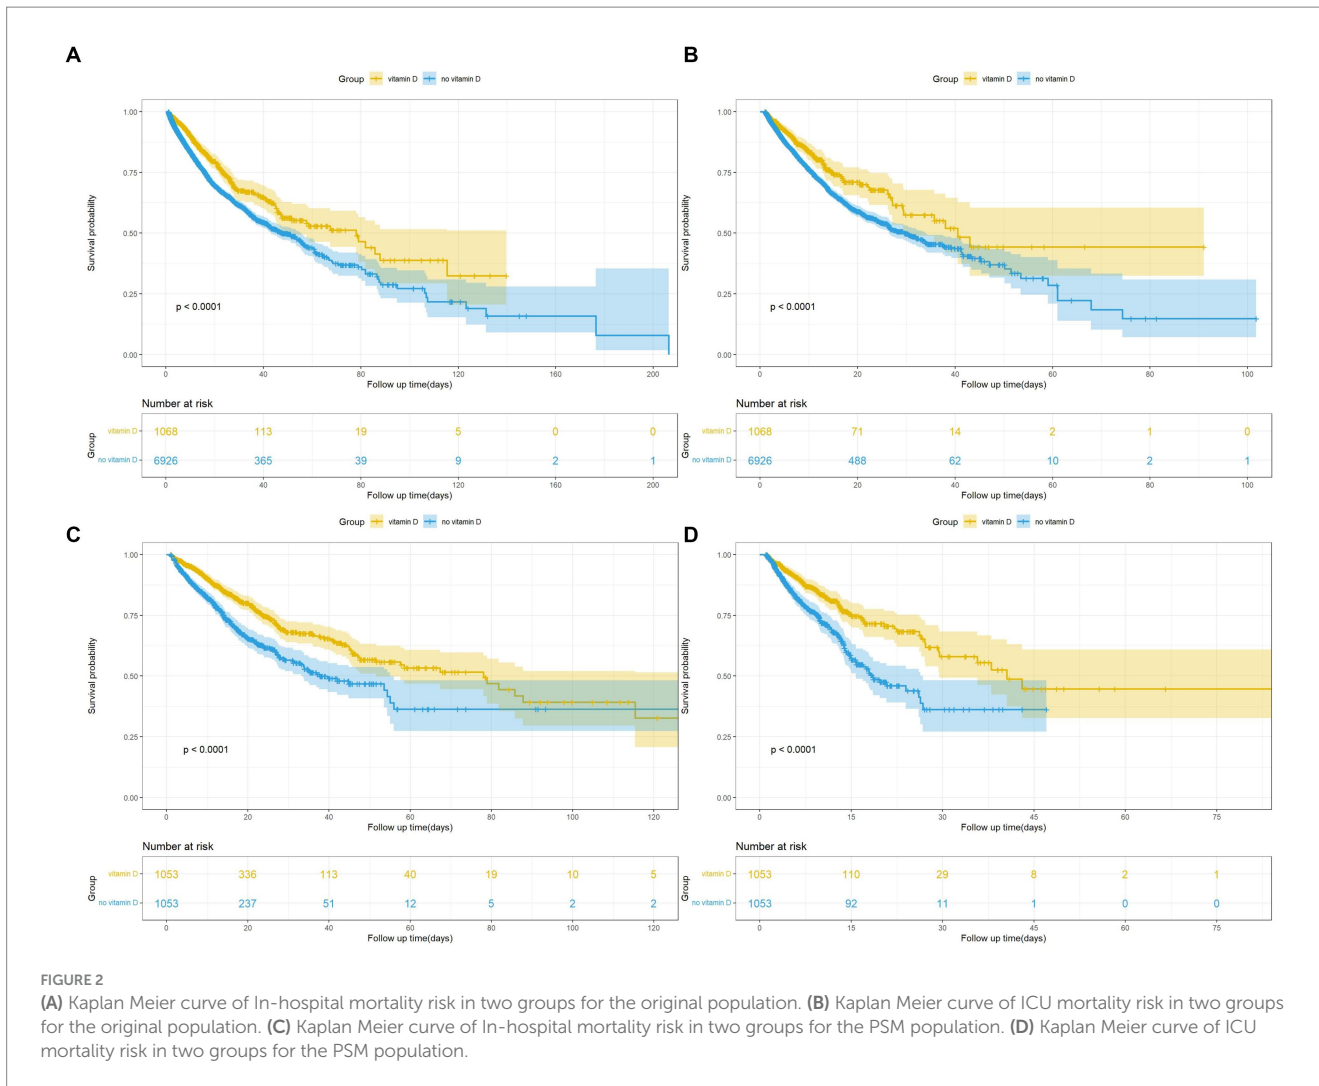 A
Group vitamin D no vitamin D
Survival probability
1.00
0.75
0.50
0.25
0.00
p < 0.0001
0 40 80 120 160 200
Follow up time(days)
Number at risk
Group
vitamin D 1068 113 19 5 0 0
no vitamin D 6926 365 39 9 2 1
0 40 80 120 160 200
Follow up time(days)
B
Group vitamin D no vitamin D
Survival probability
1.00
0.75
0.50
0.25
0.00
p < 0.0001
0 20 40 60 80 100
Follow up time(days)
Number at risk
Group
vitamin D 1068 71 14 2 1 0
no vitamin D 6926 488 62 10 2 1
0 20 40 60 80 100
Follow up time(days)
C
Group vitamin D no vitamin D
Survival probability
1.00
0.75
0.50
0.25
0.00
p < 0.0001
0 20 40 60 80 100 120
Follow up time(days)
Number at risk
Group
vitamin D 1053 336 113 40 19 10 5
no vitamin D 1053 237 51 12 5 2 2
0 20 40 60 80 100 120
Follow up time(days)
D
Group vitamin D no vitamin D
Survival probability
1.00
0.75
0.50
0.25
0.00
p < 0.0001
0 15 30 45 60 75
Follow up time(days)
Number at risk
Group
vitamin D 1053 110 29 8 2 1
no vitamin D 1053 92 11 1 0 0
0 15 30 45 60 75
Follow up time(days)
FIGURE 2
(A) Kaplan Meier curve of In-hospital mortality risk in two groups for the original population. (B) Kaplan Meier curve of ICU mortality risk in two groups
for the original population. (C) Kaplan Meier curve of In-hospital mortality risk in two groups for the PSM population. (D) Kaplan Meier curve of ICU
mortality risk in two groups for the PSM population.